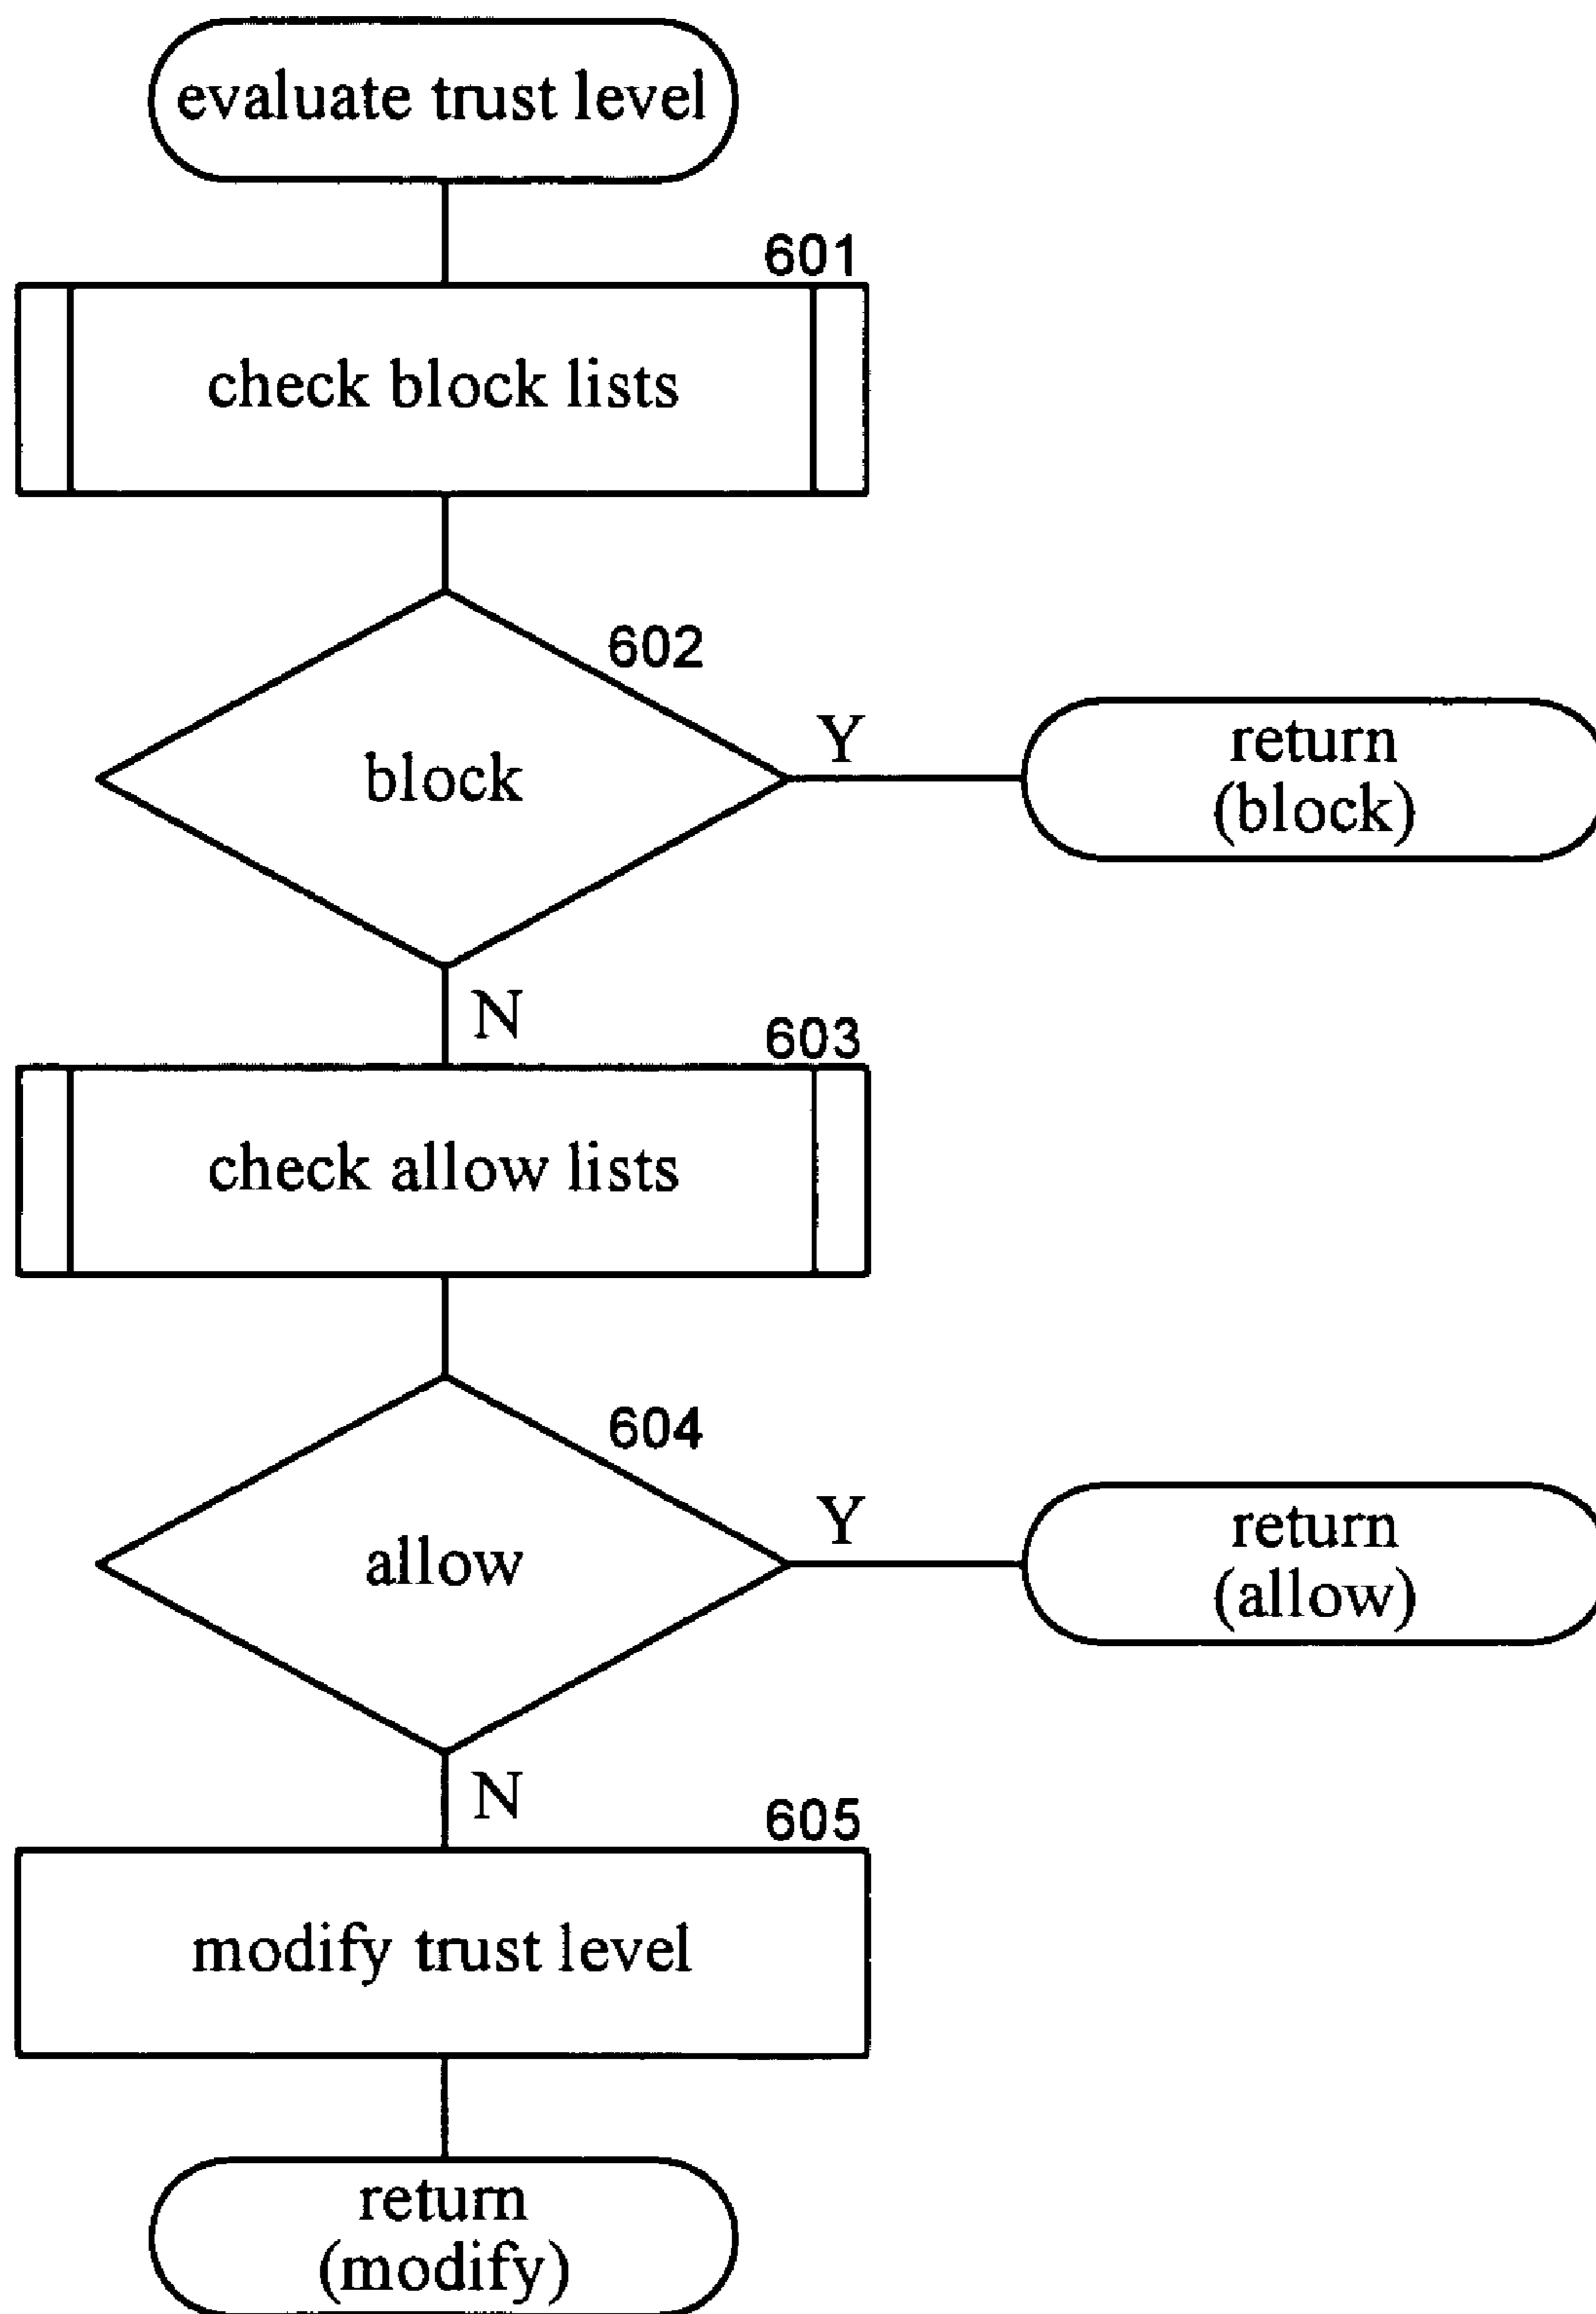 evaluate trust level
601
check block lists
602
block
Y
return
(block)
N
603
check allow lists
604
allow
Y
return
(allow)
N
605
modify trust level
return
(modify)